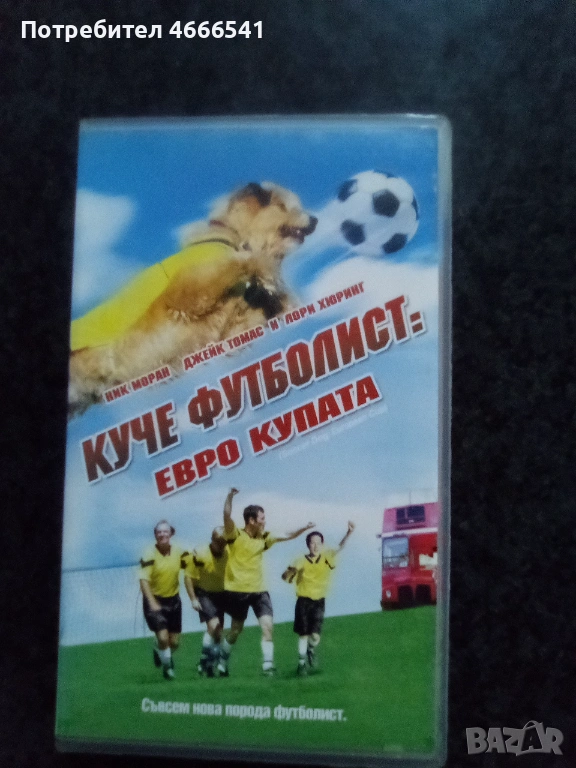 Потребител 4666541
НИК МОРАН ДЖЕЙК ТОМАС И ЛОРИ ХЮРИНГ
КУЧЕ ФУТБОЛИСТ:
ЕВРО КУПАТА
Съвсем нова порода футболист.
BAZAR